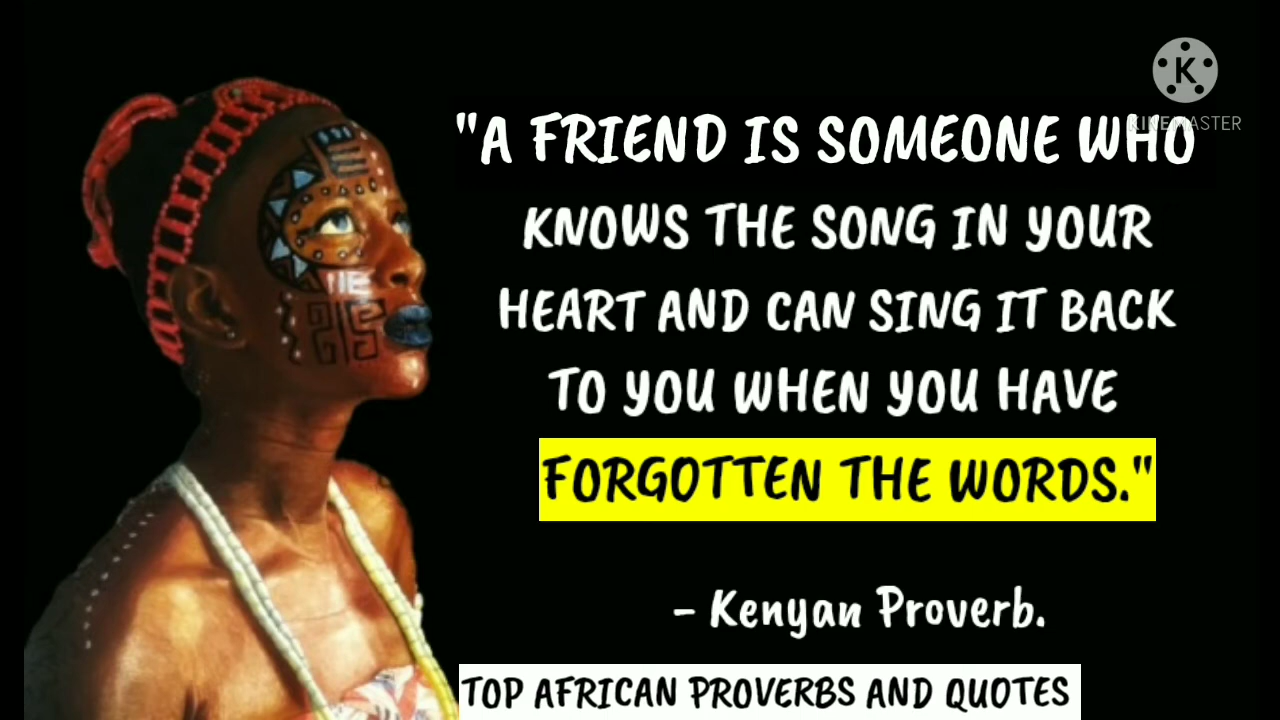 K
KINEMASTER
"A FRIEND IS SOMEONE WHO
KNOWS THE SONG IN YOUR
HEART AND CAN SING IT BACK
TO YOU WHEN YOU HAVE
FORGOTTEN THE WORDS."
- Kenyan Proverb.
TOP AFRICAN PROVERBS AND QUOTES